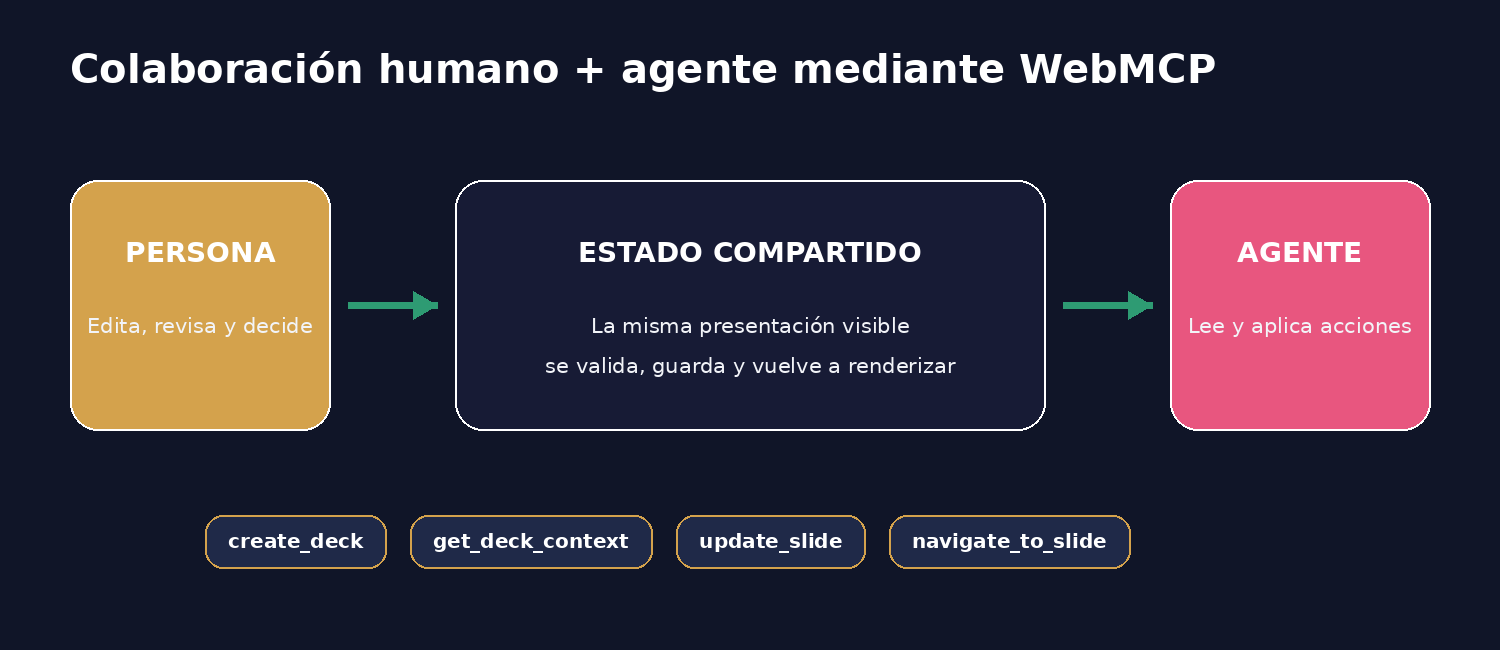 Colaboración humano + agente mediante WebMCP
PERSONA
Edita, revisa y decide
ESTADO COMPARTIDO
La misma presentación visible
se valida, guarda y vuelve a renderizar
AGENTE
Lee y aplica acciones
create_deck
get_deck_context
update_slide
navigate_to_slide